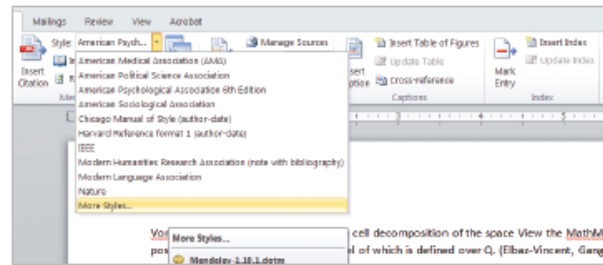 Mailings Review View Acrobat
Style: American Psych... Manage Sources Insert Table of Figures Insert Index
Update Table Update Index
Insert Citation Cross-reference Mark Entry
Captions Index
American Medical Association (AMA)
American Political Science Association
American Psychological Association 6th Edition
American Sociological Association
Chicago Manual of Style (author-date)
Harvard Reference format 1 (author-date)
IEEE
Modern Humanities Research Association (note with bibliography)
Modern Language Association
Nature
More Styles...
cell decomposition of the space View the MathM
of which is defined over Q. (Elbaz-Vincent, Gang
More Styles...
Mendeley-1.10.1.dotm